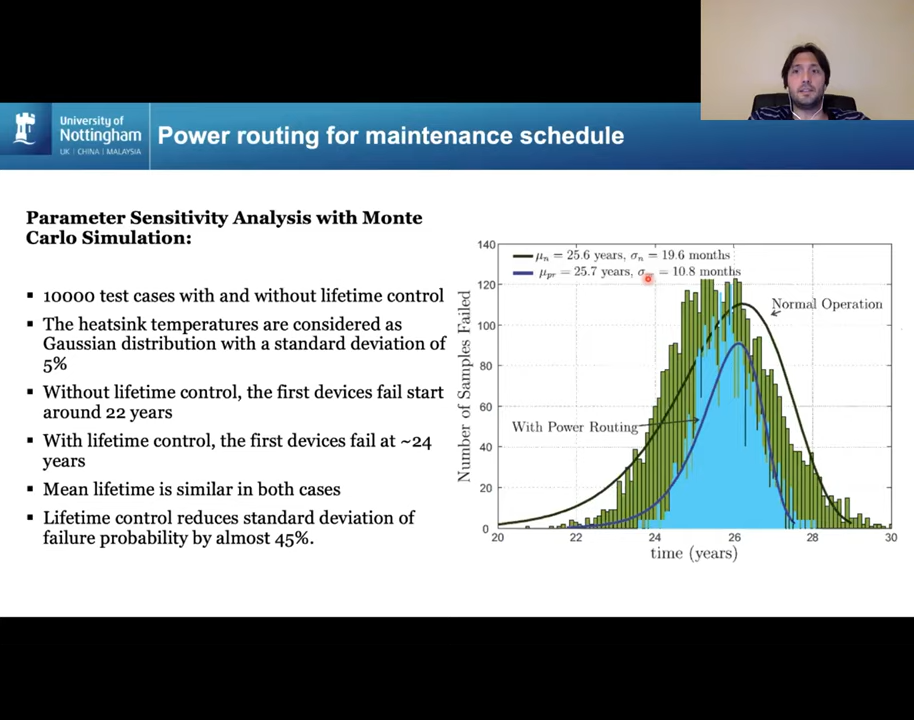 University of
Nottingham
UK | CHINA | MALAYSIA
Power routing for maintenance schedule
Parameter Sensitivity Analysis with Monte
Carlo Simulation:
▪ 10000 test cases with and without lifetime control
▪ The heatsink temperatures are considered as
Gaussian distribution with a standard deviation of
5%
▪ Without lifetime control, the first devices fail start
around 22 years
▪ With lifetime control, the first devices fail at ~24
years
▪ Mean lifetime is similar in both cases
▪ Lifetime control reduces standard deviation of
failure probability by almost 45%.
μn = 25.6 years, σn = 19.6 months
μpr = 25.7 years, σ = 10.8 months
Normal Operation
With Power Routing
Number of Samples Failed
140
120
100
80
60
40
20
0
20 22 24 26 28 30
time (years)